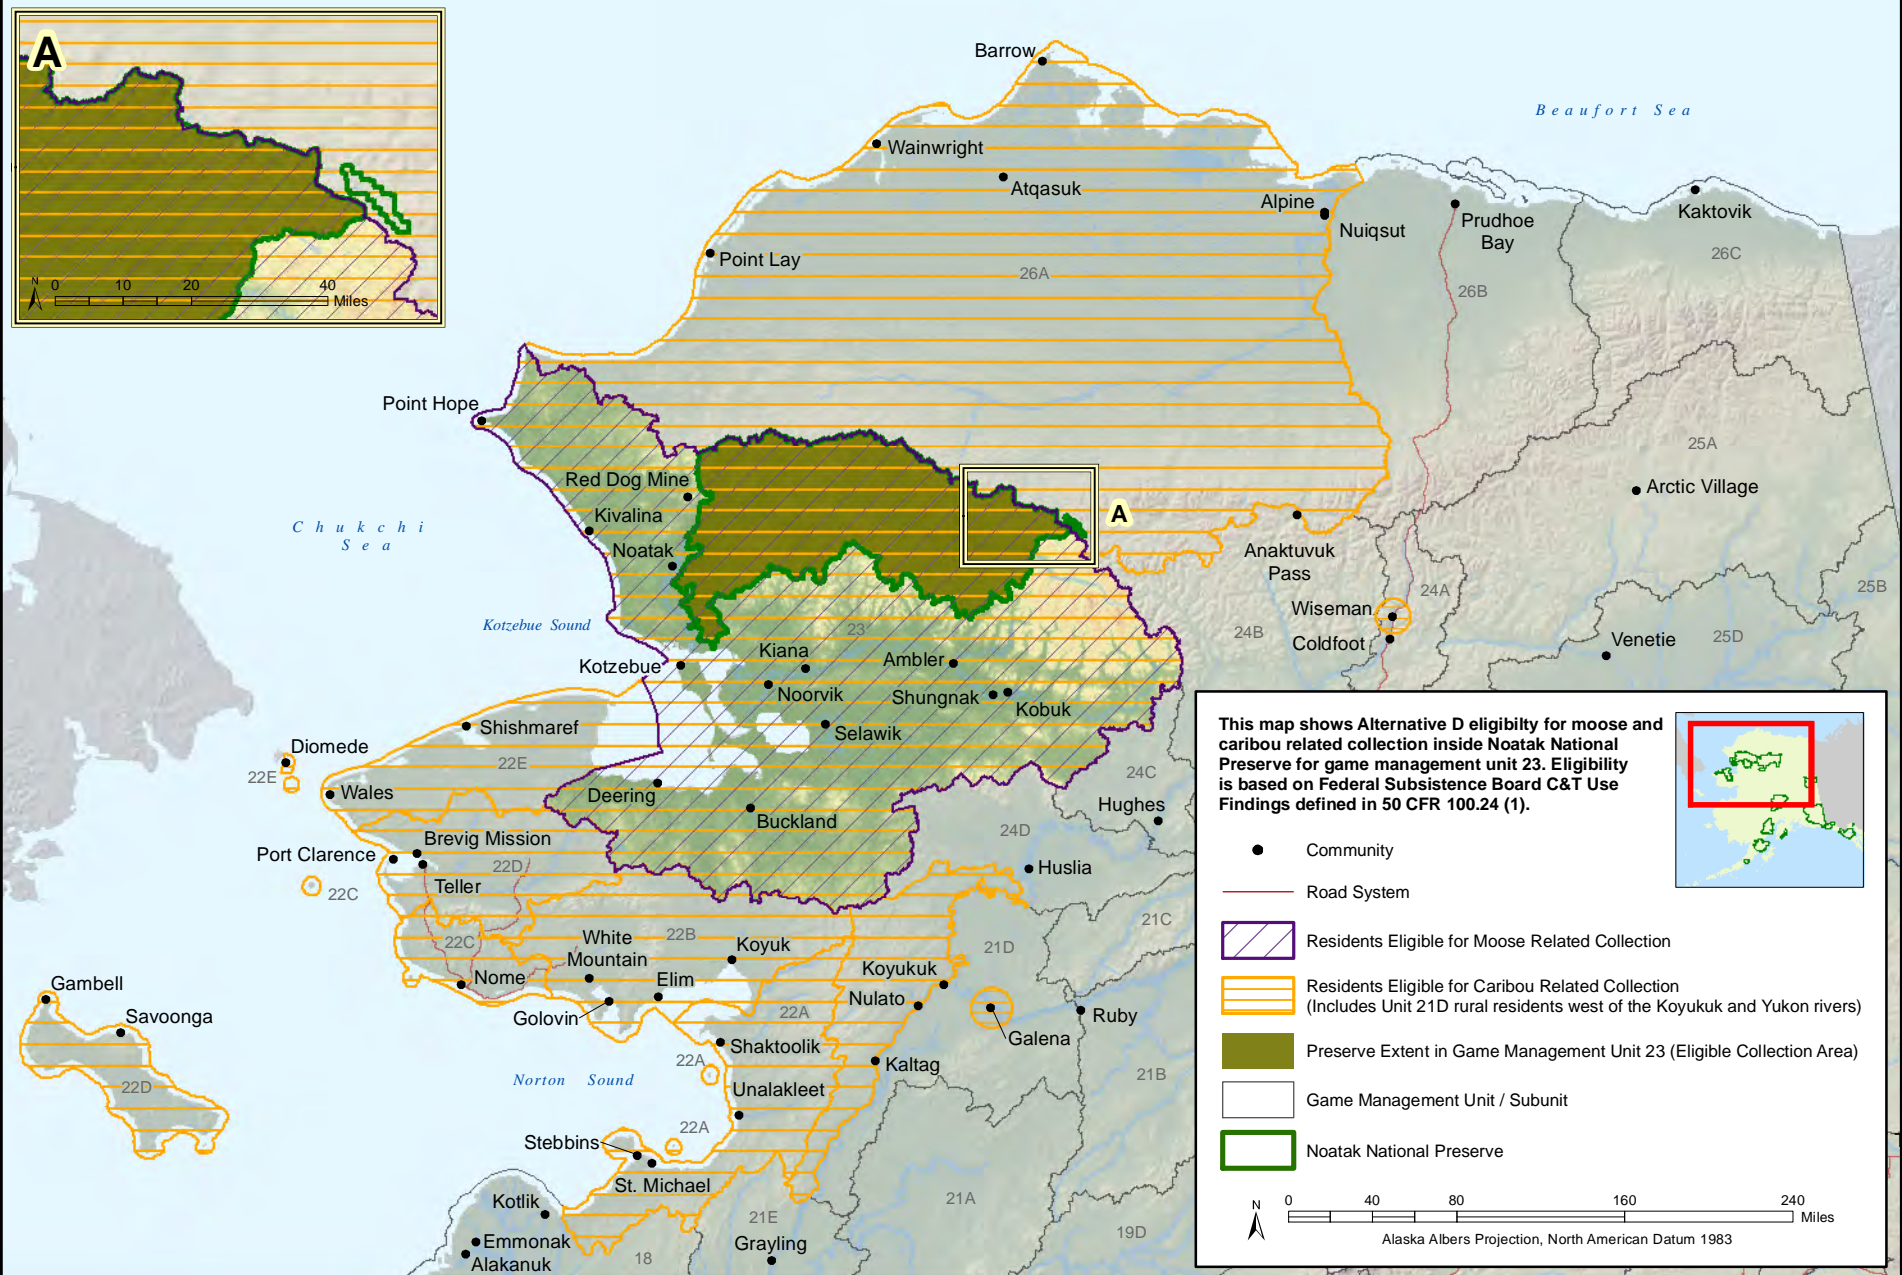 A
N
0
10
20
40
Miles
Barrow
Beaufort Sea
Wainwright
Atqasuk
Alpine
Nuiqsut
Prudhoe
Bay
Kaktovik
26C
Point Lay
26A
26B
Point Hope
25A
Red Dog Mine
Arctic Village
Kivalina
A
Chukchi
Sea
Noatak
Anaktuvuk
Pass
25B
24A
Wiseman
Kotzebue Sound
23
24B
Coldfoot
Venetie
25D
Kiana
Ambler
Kotzebue
Noorvik
Shungnak
Kobuk
Shishmaref
Selawik
Diomede
22E
22E
24C
Wales
Deering
Hughes
Buckland
Brevig Mission
24D
Port Clarence
22D
Huslia
Teller
22C
21C
22C
White
Mountain
22B
Koyuk
21D
Nome
Elim
Koyukuk
Gambell
Nulato
Savoonga
Golovin
22A
Ruby
Galena
Shaktoolik
22A
Kaltag
Norton Sound
Unalakleet
21B
22D
22A
Stebbins
St. Michael
Kotlik
21A
21E
Emmonak
Grayling
19D
Alakanuk
18
This map shows Alternative D eligibilty for moose and
caribou related collection inside Noatak National
Preserve for game management unit 23. Eligibility
is based on Federal Subsistence Board C&T Use
Findings defined in 50 CFR 100.24 (1).
Community
Road System
Residents Eligible for Moose Related Collection
Residents Eligible for Caribou Related Collection
(Includes Unit 21D rural residents west of the Koyukuk and Yukon rivers)
Preserve Extent in Game Management Unit 23 (Eligible Collection Area)
Game Management Unit / Subunit
Noatak National Preserve
N
0
40
80
160
240
Miles
Alaska Albers Projection, North American Datum 1983